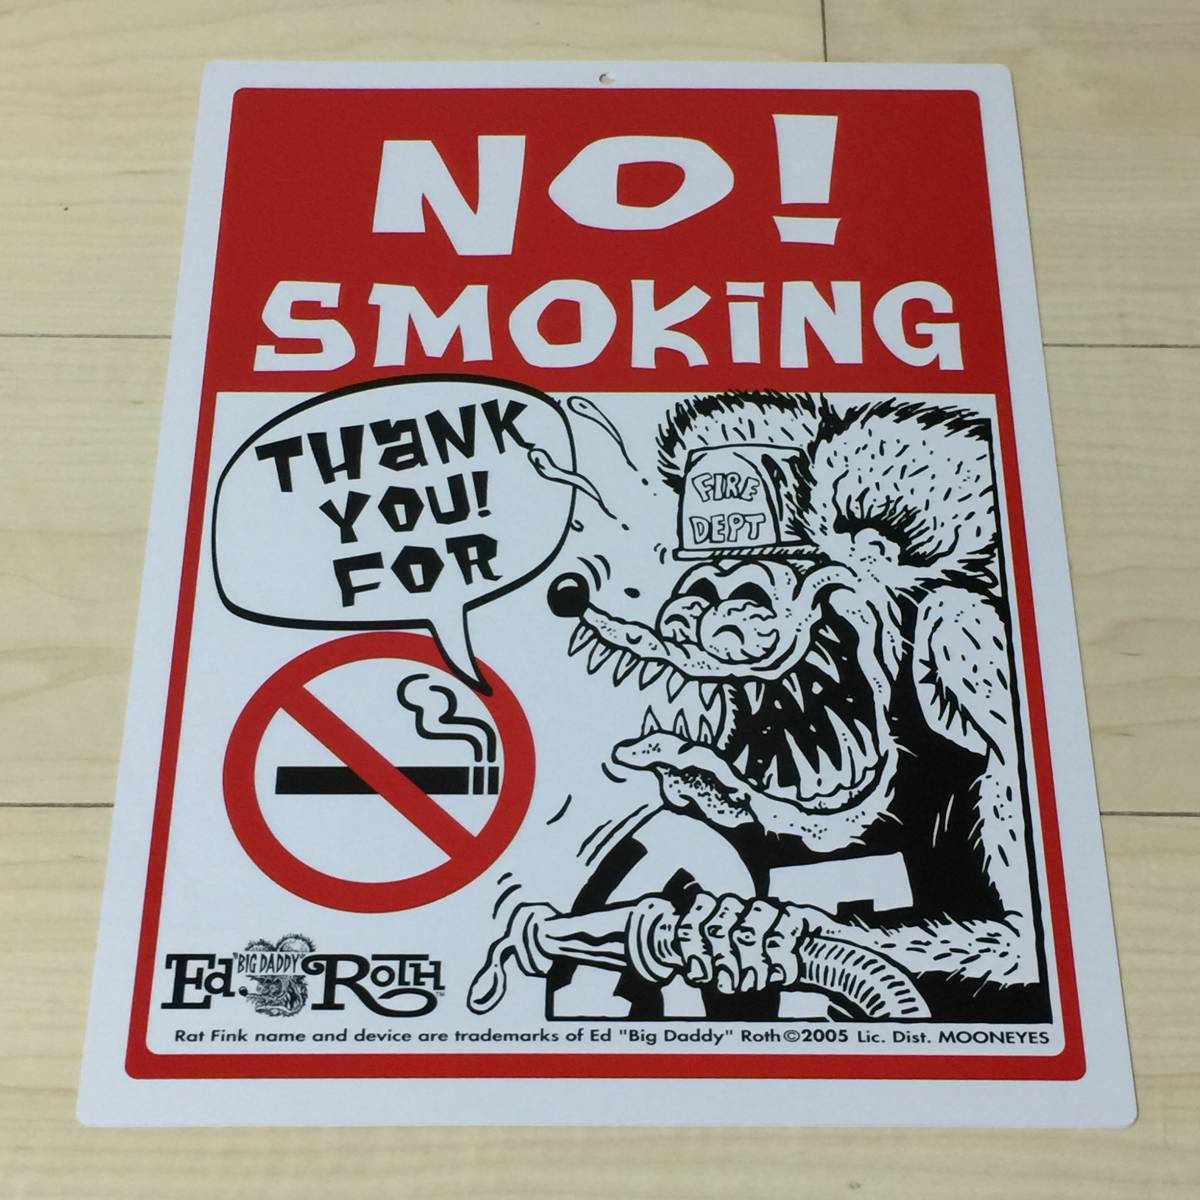 NO!
SMOKiNG
THaNK
YOU!
FOR
FIRE
DEPT
Ed "BIG DADDY" ROTH™
Rat Fink name and device are trademarks of Ed "Big Daddy" Roth©2005 Lic. Dist. MOONEYES